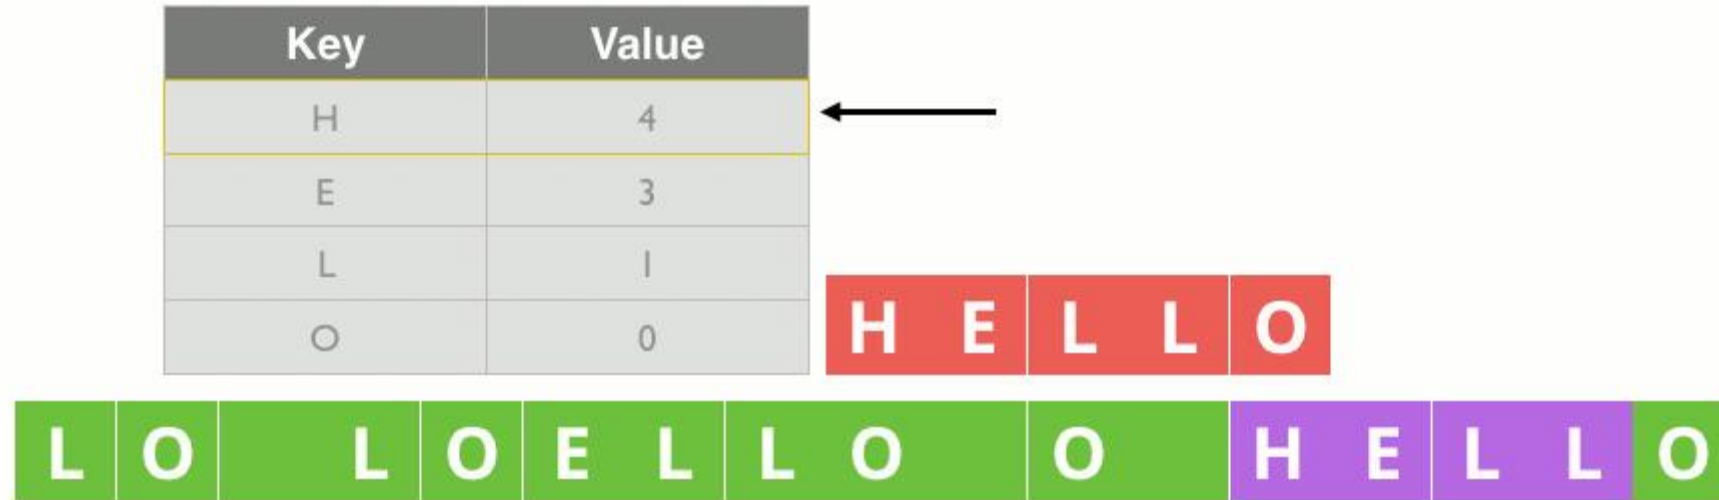 Key Value
H 4
E 3
L 1
O 0
H E L L O
L O L O E L L O O H E L L O